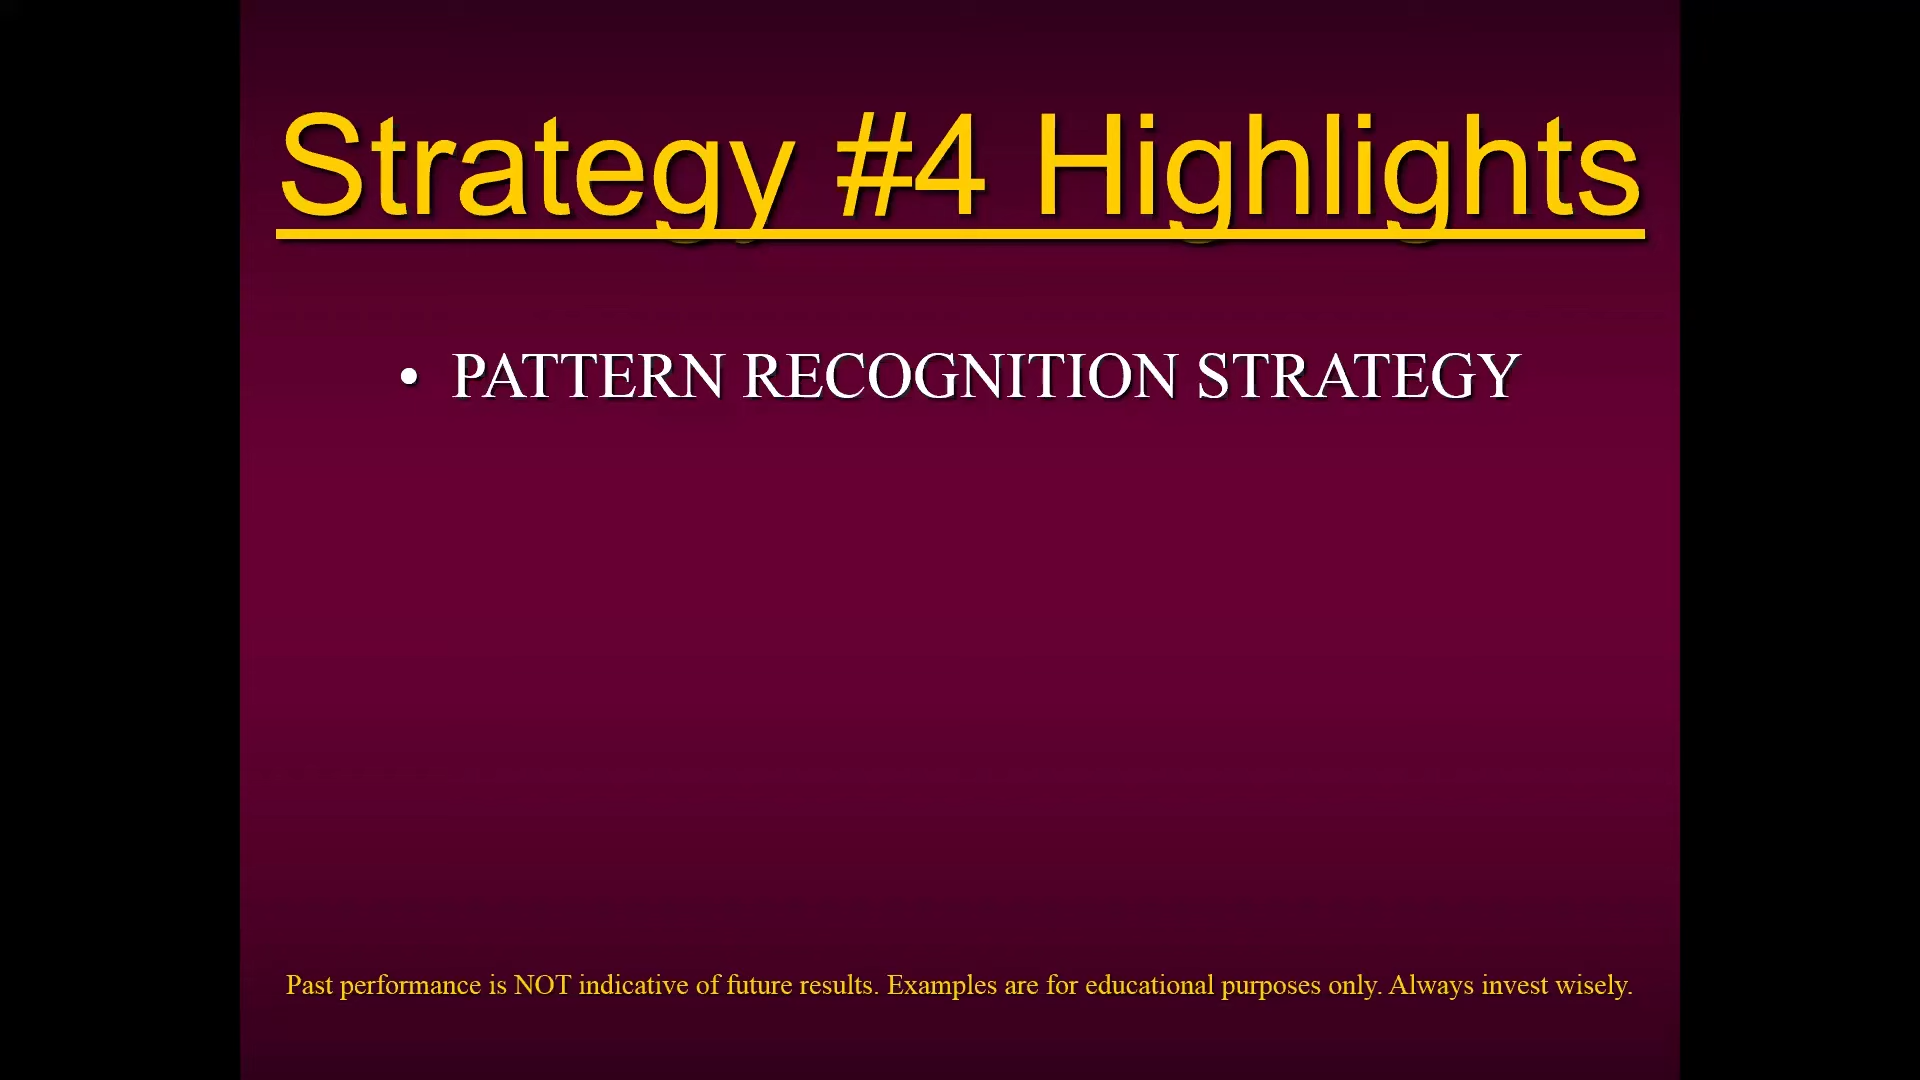 Strategy #4 Highlights
• PATTERN RECOGNITION STRATEGY
Past performance is NOT indicative of future results. Examples are for educational purposes only. Always invest wisely.